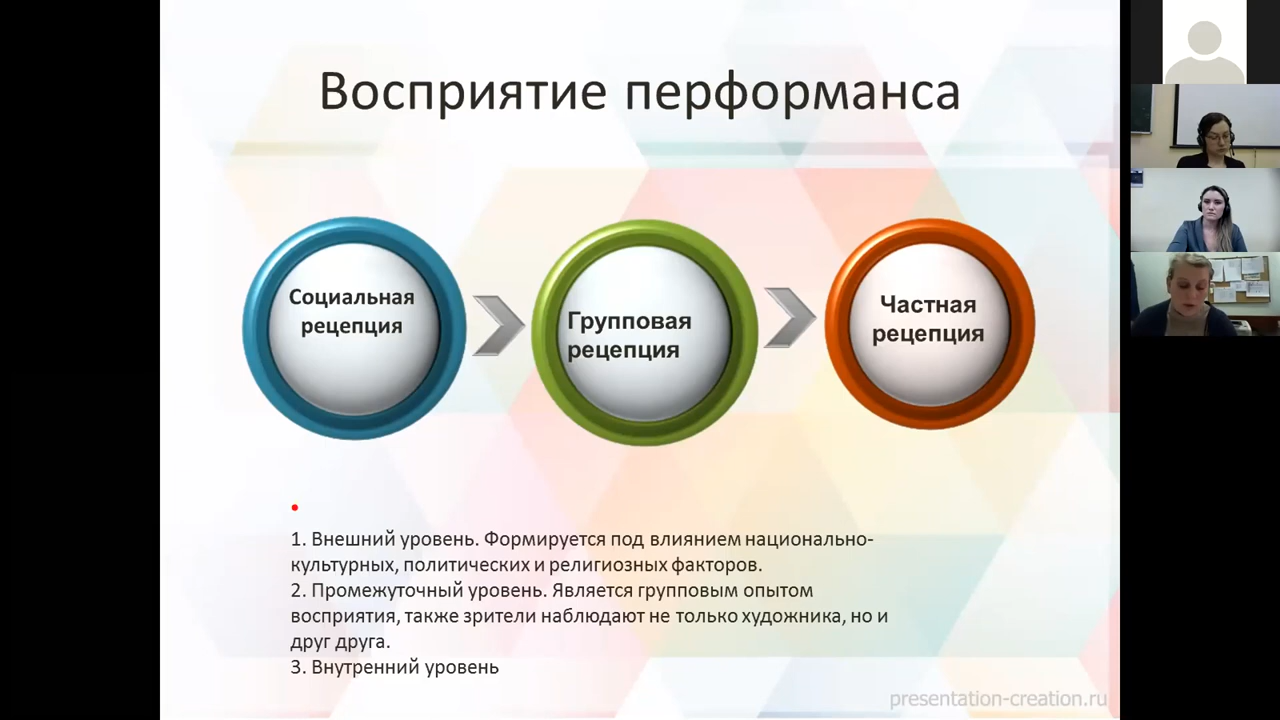 Восприятие перформанса
Социальная
рецепция
Групповая
рецепция
Частная
рецепция
1. Внешний уровень. Формируется под влиянием национально-
культурных, политических и религиозных факторов.
2. Промежуточный уровень. Является групповым опытом
восприятия, также зрители наблюдают не только художника, но и
друг друга.
3. Внутренний уровень
presentation-creation.ru